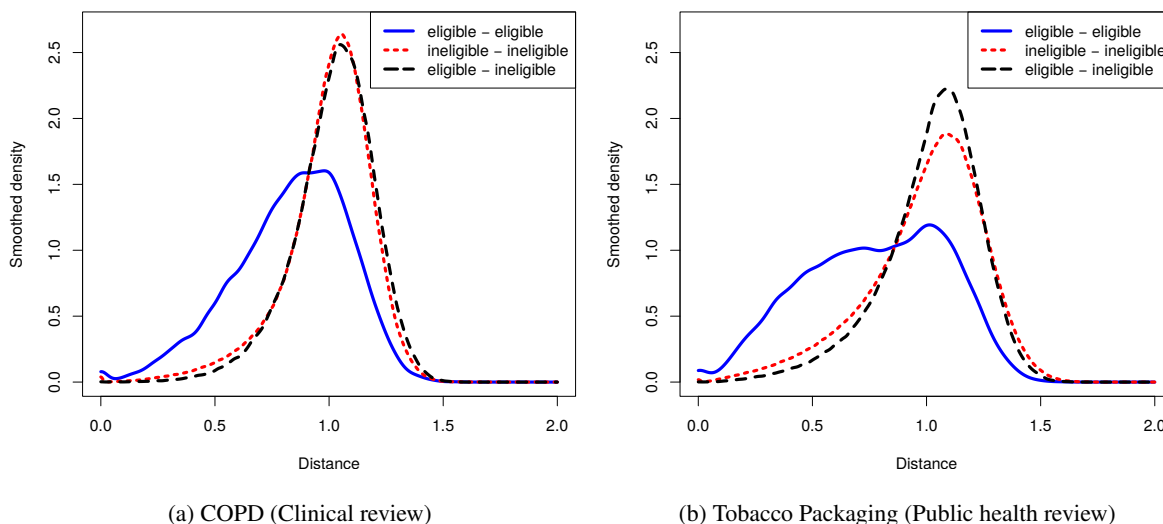 eligible − eligible
ineligible − ineligible
eligible − ineligible
Smoothed density
0.0 0.5 1.0 1.5 2.0 2.5
0.0 0.5 1.0 1.5 2.0
Distance
(a) COPD (Clinical review)
eligible − eligible
ineligible − ineligible
eligible − ineligible
Smoothed density
0.0 0.5 1.0 1.5 2.0 2.5
0.0 0.5 1.0 1.5 2.0
Distance
(b) Tobacco Packaging (Public health review)